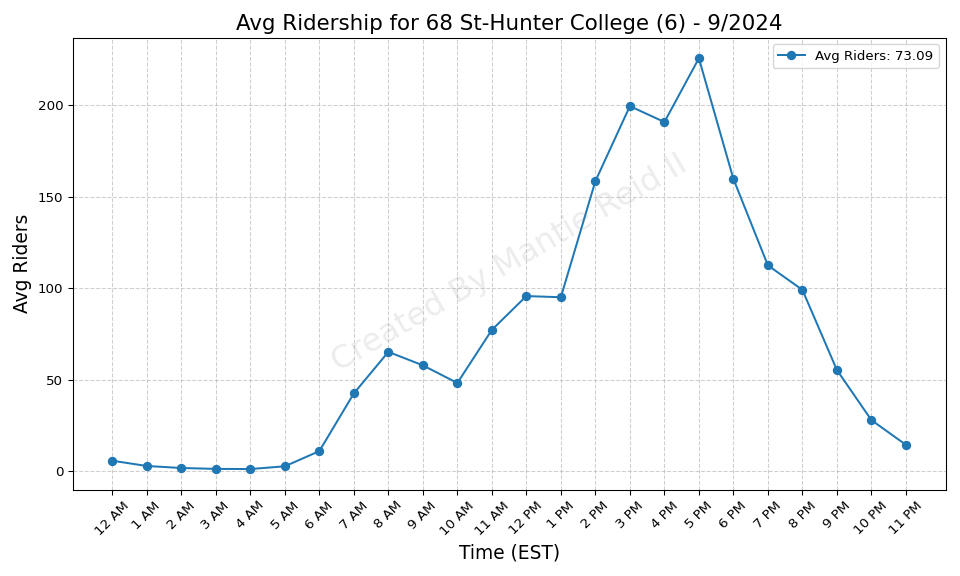 Avg Ridership for 68 St-Hunter College (6) - 9/2024
Avg Riders: 73.09
Avg Riders
200
150
100
50
0
Created By Mantie Reid II
12 AM 1 AM 2 AM 3 AM 4 AM 5 AM 6 AM 7 AM 8 AM 9 AM 10 AM 11 AM 12 PM 1 PM 2 PM 3 PM 4 PM 5 PM 6 PM 7 PM 8 PM 9 PM 10 PM 11 PM
Time (EST)